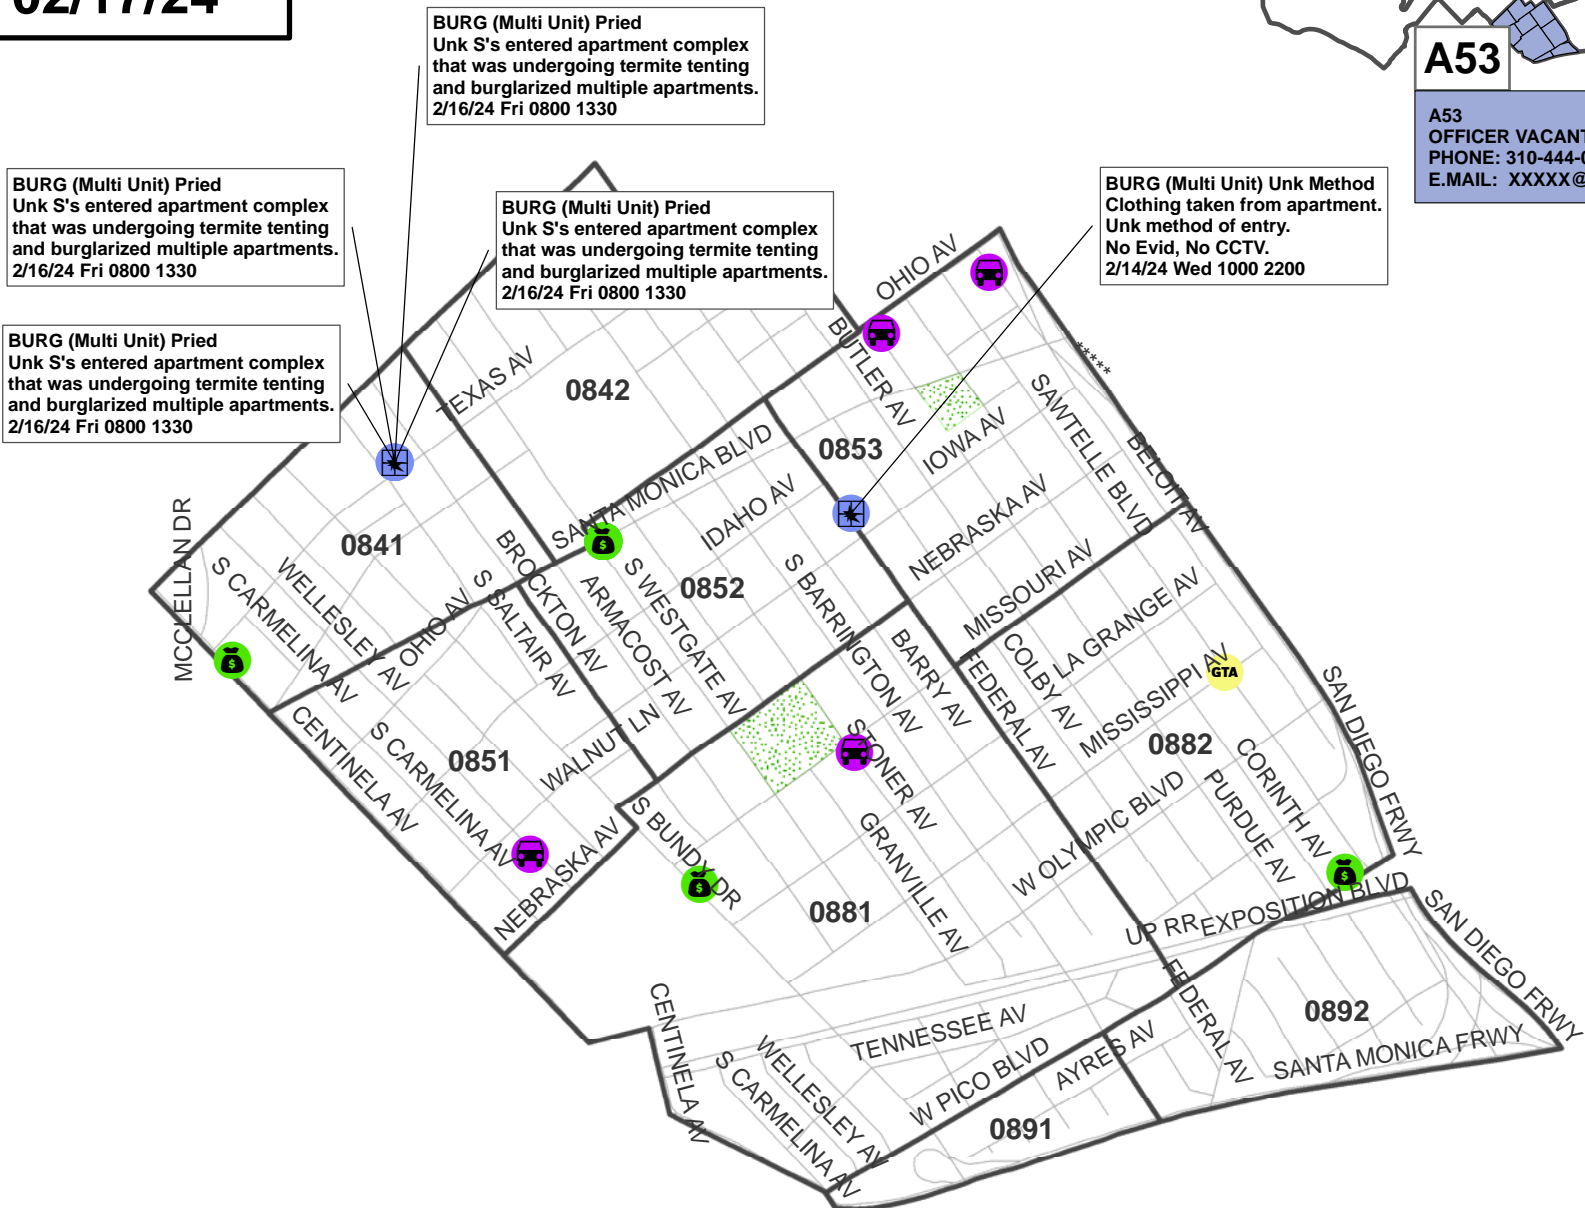 02/17/24
BURG (Multi Unit) Pried
Unk S's entered apartment complex
that was undergoing termite tenting
and burglarized multiple apartments.
2/16/24 Fri 0800 1330
A53
A53
OFFICER VACANT
PHONE: 310-444-0
E.MAIL: XXXXX@
BURG (Multi Unit) Pried
Unk S's entered apartment complex
that was undergoing termite tenting
and burglarized multiple apartments.
2/16/24 Fri 0800 1330
BURG (Multi Unit) Pried
Unk S's entered apartment complex
that was undergoing termite tenting
and burglarized multiple apartments.
2/16/24 Fri 0800 1330
BURG (Multi Unit) Unk Method
Clothing taken from apartment.
Unk method of entry.
No Evid, No CCTV.
2/14/24 Wed 1000 2200
BURG (Multi Unit) Pried
Unk S's entered apartment complex
that was undergoing termite tenting
and burglarized multiple apartments.
2/16/24 Fri 0800 1330
OHIO AV
BUTLER AV
*****
TEXAS AV
0842
SAWTELLE BLVD
BELOIT AV
0853
IOWA AV
SANTA MONICA BLVD
IDAHO AV
NEBRASKA AV
MCCLELLAN DR
0841
S CARMELINA AV
WELLESLEY AV
OHIO AV
S SALTAIR AV
BROCKTON AV
ARMACOST AV
S WESTGATE AV
0852
S BARRINGTON AV
BARRY AV
MISSOURI AV
LA GRANGE AV
COLBY AV
FEDERAL AV
MISSISSIPPI AV
GTA
SAN DIEGO FRWY
0882
CENTINELA AV
S CARMELINA AV
0851
WALNUT LN
STONER AV
CORINTH AV
PURDUE AV
W OLYMPIC BLVD
NEBRASKA AV
S BUNDY DR
GRANVILLE AV
0881
UP RR
EXPOSITION BLVD
SAN DIEGO FRWY
FEDERAL AV
0892
SANTA MONICA FRWY
CENTINELA AV
TENNESSEE AV
WELLESLEY AV
S CARMELINA AV
W PICO BLVD
AYRES AV
0891